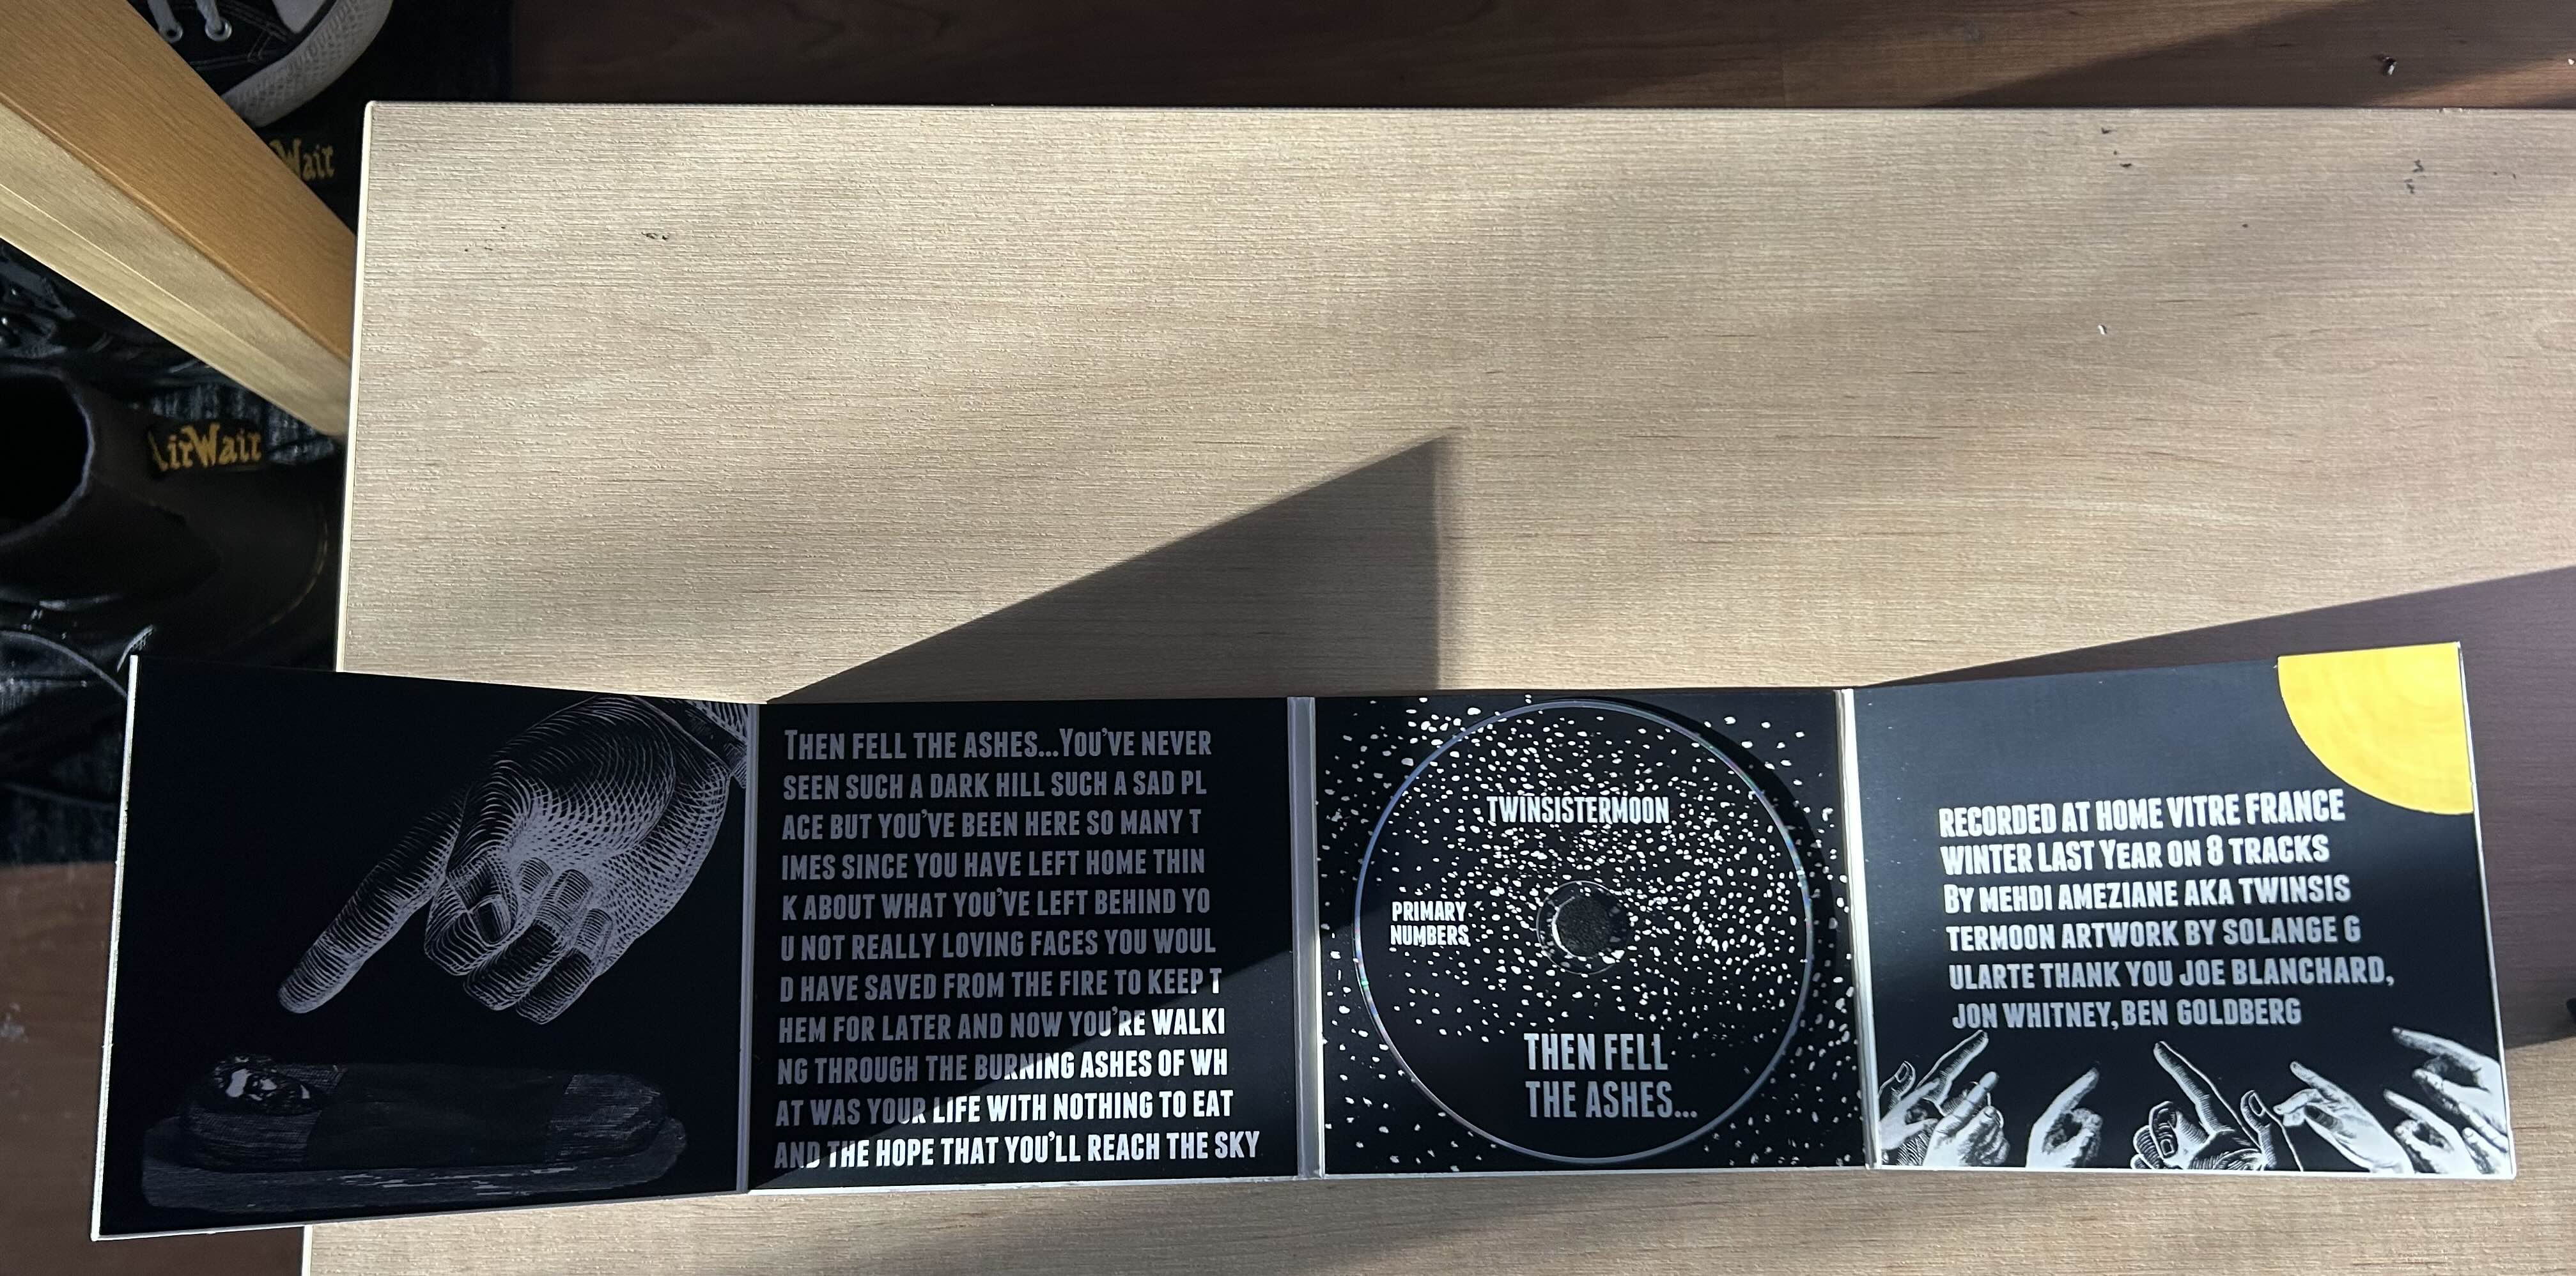 Wair
AirWair
THEN FELL THE ASHES...YOU'VE NEVER
SEEN SUCH A DARK HILL SUCH A SAD PL
ACE BUT YOU'VE BEEN HERE SO MANY T
IMES SINCE YOU HAVE LEFT HOME THIN
K ABOUT WHAT YOU'VE LEFT BEHIND YO
U NOT REALLY LOVING FACES YOU WOUL
D HAVE SAVED FROM THE FIRE TO KEEP T
HEM FOR LATER AND NOW YOU'RE WALKI
NG THROUGH THE BURNING ASHES OF WH
AT WAS YOUR LIFE WITH NOTHING TO EAT
AND THE HOPE THAT YOU'LL REACH THE SKY
TWINSISTERMOON
PRIMARY
NUMBERS
THEN FELL
THE ASHES...
RECORDED AT HOME VITRE FRANCE
WINTER LAST YEAR ON 8 TRACKS
BY MEHDI AMEZIANE AKA TWINSIS
TERMOON ARTWORK BY SOLANGE G
ULARTE THANK YOU JOE BLANCHARD,
JON WHITNEY, BEN GOLDBERG